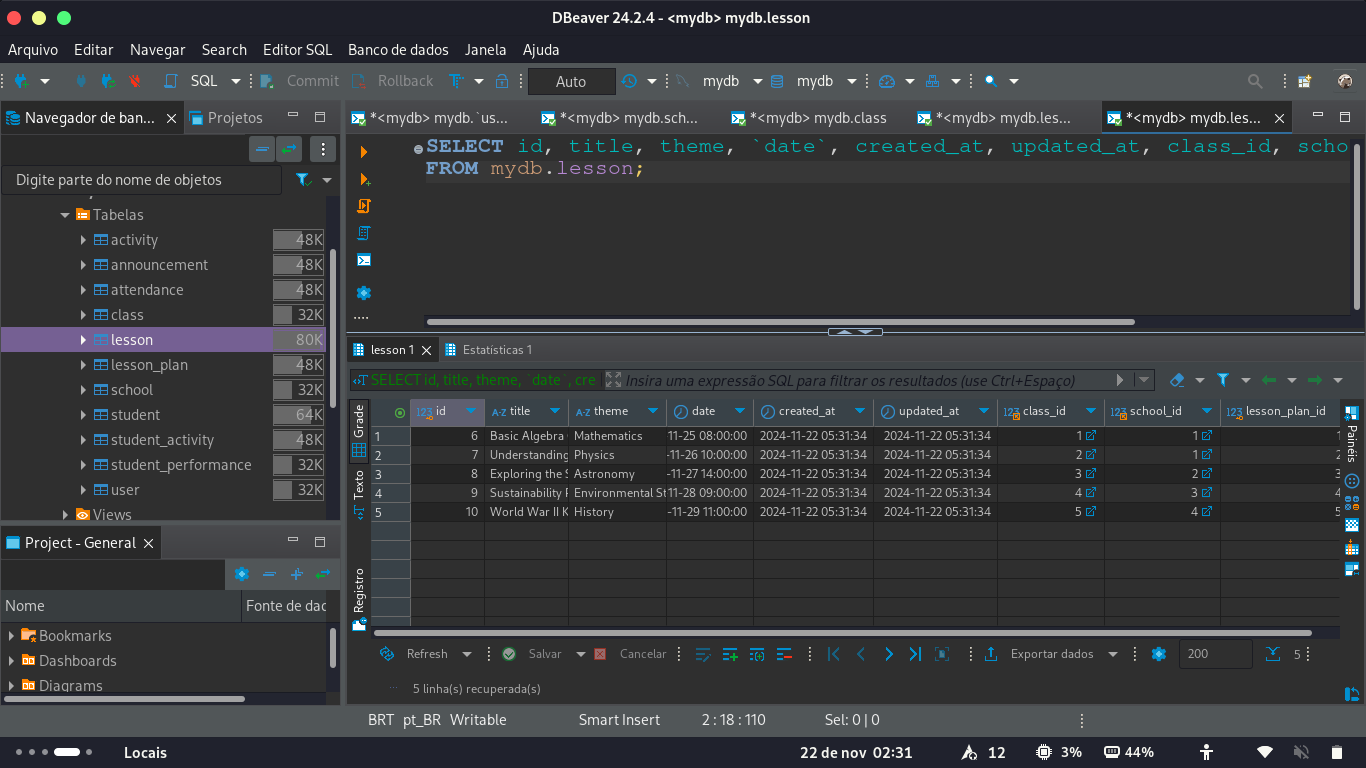 DBeaver 24.2.4 - <mydb> mydb.lesson
Arquivo Editar Navegar Search Editor SQL Banco de dados Janela Ajuda
SQL Commit Rollback Auto mydb mydb
Navegador de ban... Projetos
*<mydb> mydb.`us... *<mydb> mydb.sch... *<mydb> mydb.class *<mydb> mydb.les... *<mydb> mydb.les...
Digite parte do nome de objetos
SELECT id, title, theme, `date`, created_at, updated_at, class_id, scho
FROM mydb.lesson;
Tabelas
activity 48K
announcement 48K
attendance 48K
class 32K
lesson 80K
lesson_plan 48K
school 32K
student 64K
student_activity 48K
student_performance 32K
user 32K
Views
Project - General
Nome Fonte de dad
Bookmarks
Dashboards
Diagrams
lesson 1 Estatísticas 1
SELECT id, title, theme, `date`, cre Insira uma expressão SQL para filtrar os resultados (use Ctrl+Espaço)
Grade
Texto
Registro
Painéis
123 id A-Z title A-Z theme date created_at updated_at 123 class_id 123 school_id 123 lesson_plan_id
1 6 Basic Algebra Mathematics 11-25 08:00:00 2024-11-22 05:31:34 2024-11-22 05:31:34 1 1 1
2 7 Understanding Physics -11-26 10:00:00 2024-11-22 05:31:34 2024-11-22 05:31:34 2 1 2
3 8 Exploring the S Astronomy -11-27 14:00:00 2024-11-22 05:31:34 2024-11-22 05:31:34 3 2 3
4 9 Sustainability P Environmental St 11-28 09:00:00 2024-11-22 05:31:34 2024-11-22 05:31:34 4 3 4
5 10 World War II K History -11-29 11:00:00 2024-11-22 05:31:34 2024-11-22 05:31:34 5 4 5
Refresh Salvar Cancelar Exportar dados 200 5
5 linha(s) recuperada(s)
BRT pt_BR Writable Smart Insert 2 : 18 : 110 Sel: 0 | 0
Locais 22 de nov 02:31 12 3% 44%